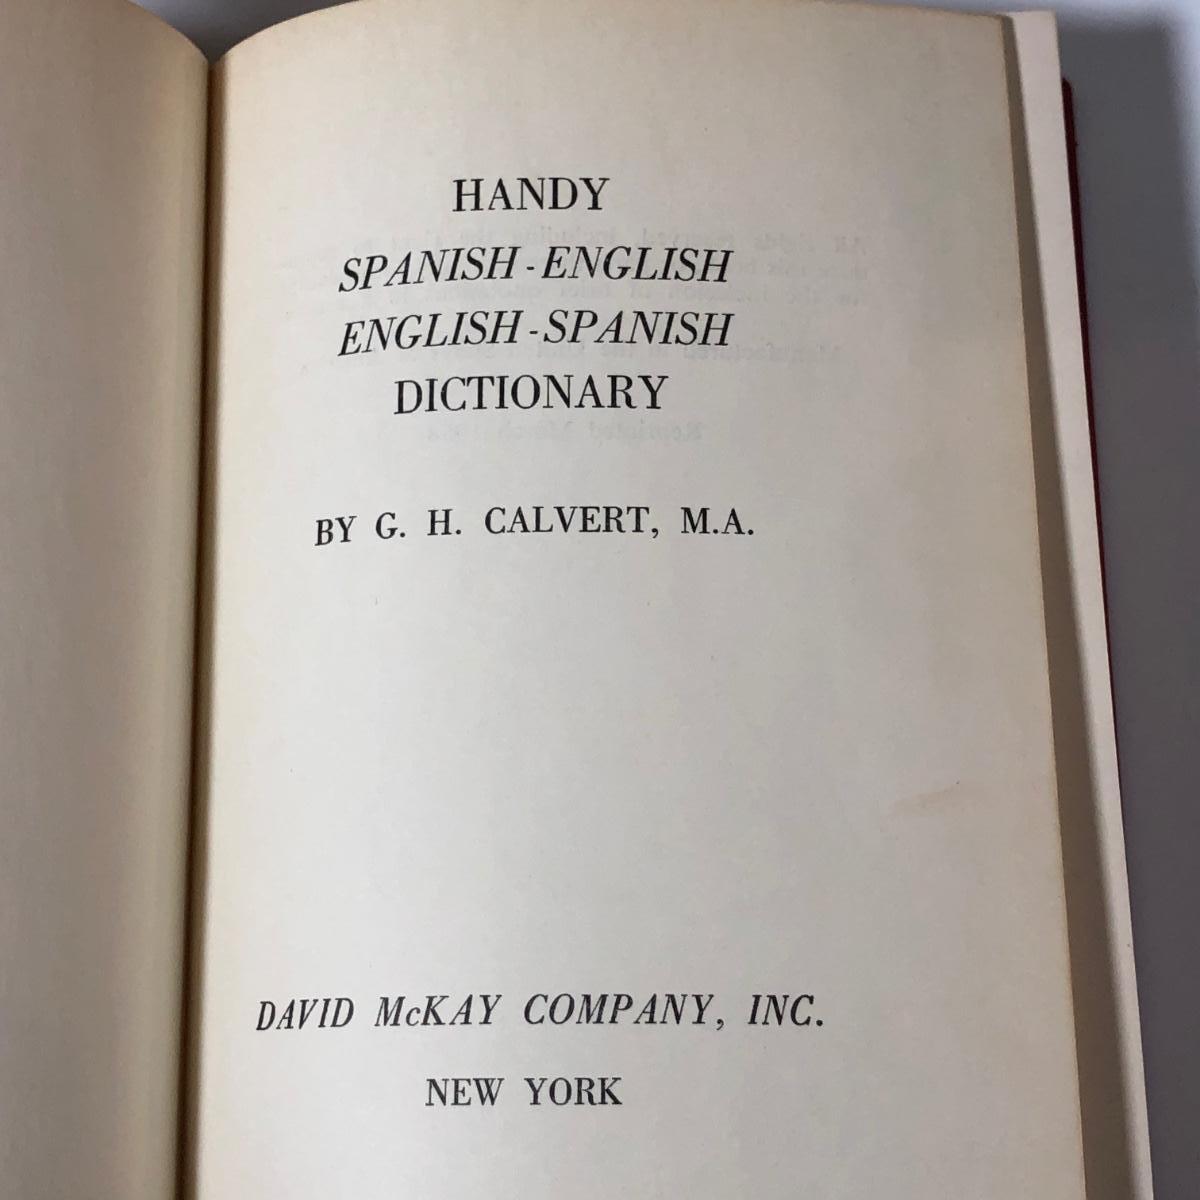 HANDY
SPANISH-ENGLISH
ENGLISH-SPANISH
DICTIONARY
BY G. H. CALVERT, M.A.
DAVID McKAY COMPANY, INC.
NEW YORK